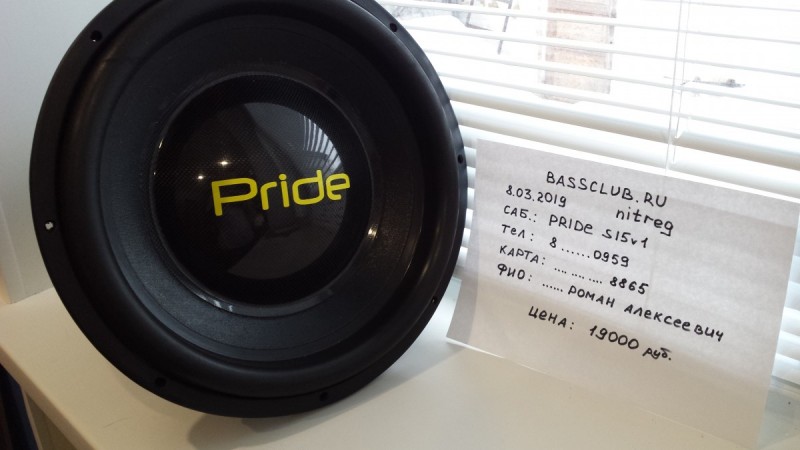 Pride
BASSCLUB.RU
8.03.2019 nitreg
САБ.: PRIDE S15v1
Тел: 8......0959
КАРТА: .... ... .... 8865
ФИО: ...... РОМАН АЛЕКСЕЕВИЧ
ЦЕНА: 19000 руб.